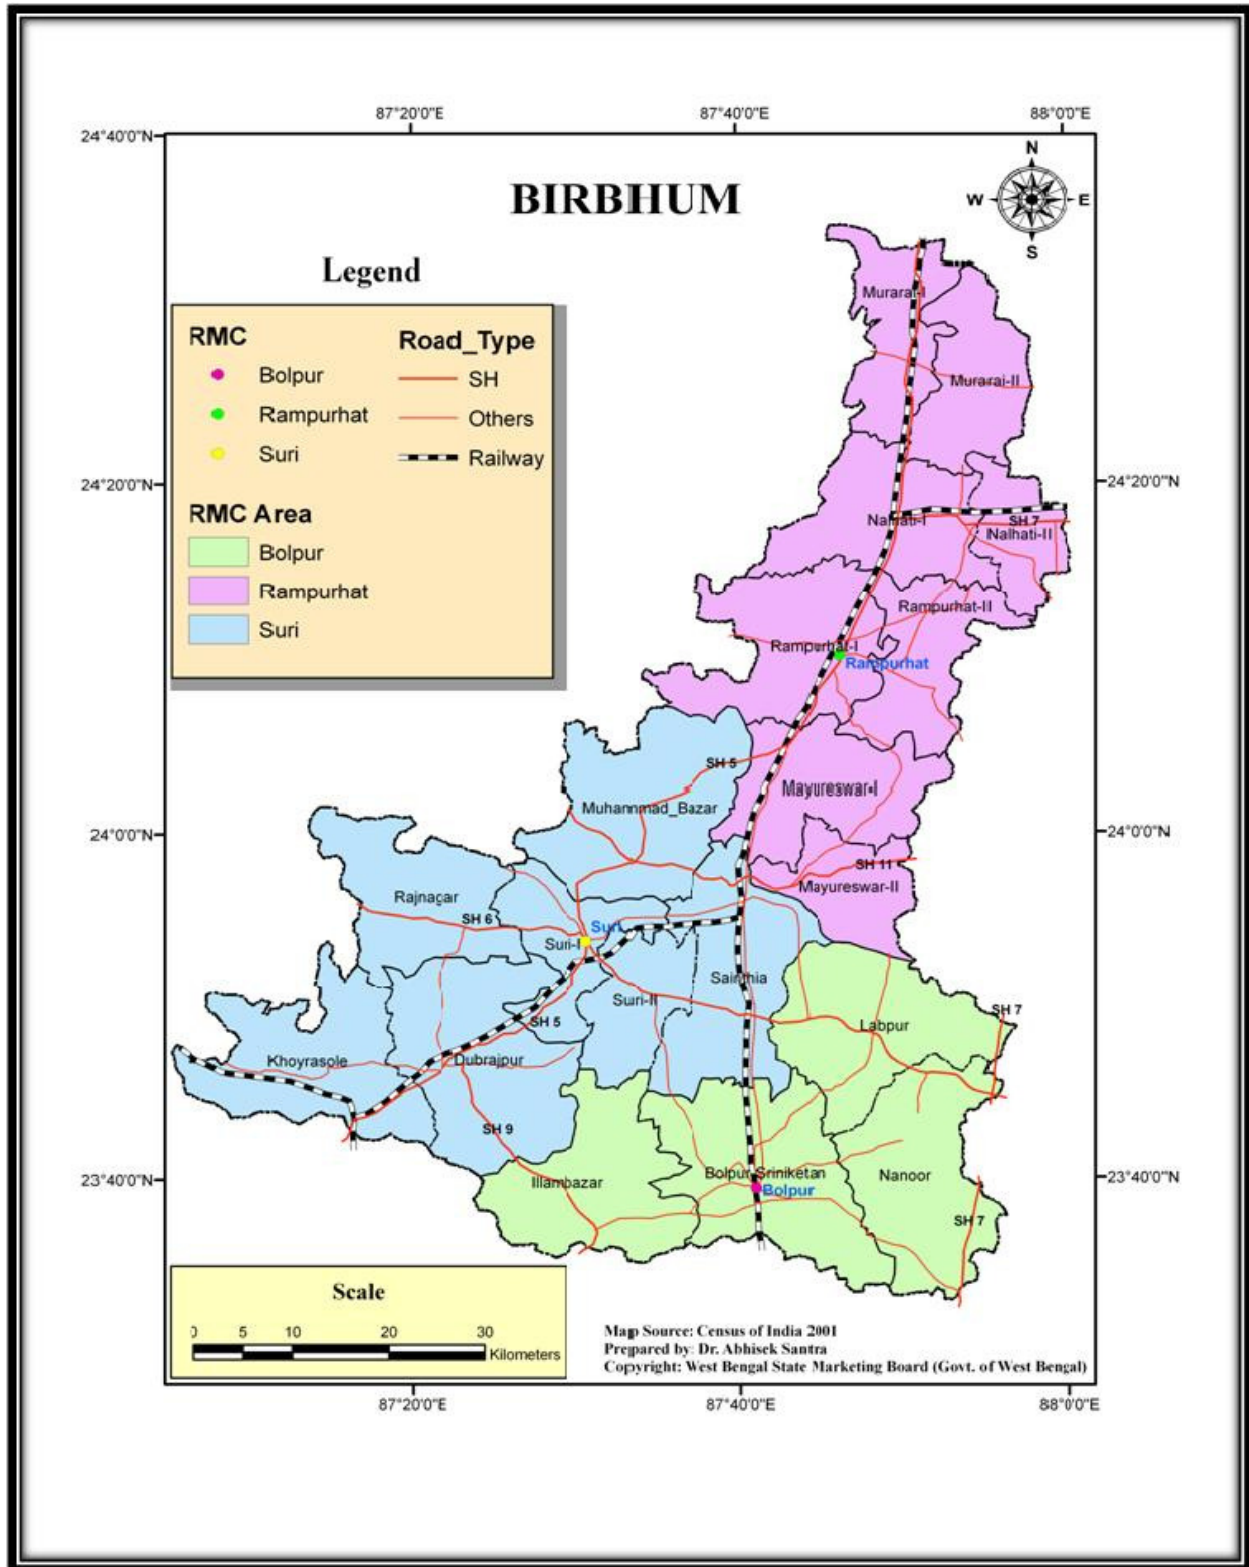 87°20'0"E
87°40'0"E
88°0'0"E
24°40'0"N
N
W
E
S
BIRBHUM
Legend
RMC
Bolpur
Rampurhat
Suri
Road_Type
SH
Others
Railway
RMC Area
Bolpur
Rampurhat
Suri
Murarai-I
Murarai-II
24°20'0"N
24°20'0"N
Nalhati-I
SH 7
Nalhati-II
Rampurhat-II
Rampurhat-I
Rampurhat
SH 5
Mayureswar-I
Muhammad_Bazar
24°0'0"N
24°0'0"N
SH 11
Mayureswar-II
Rajnagar
SH 6
Suri
Suri-I
Sainthia
Suri-II
SH 7
SH 5
Labpur
Khoyrasole
Dubrajpur
SH 9
23°40'0"N
23°40'0"N
Illambazar
Bolpur Sriniketan
Nanoor
Bolpur
SH 7
Scale
0 5 10 20 30
Kilometers
Map Source: Census of India 2001
Prepared by: Dr. Abhisek Santra
Copyright: West Bengal State Marketing Board (Govt. of West Bengal)
87°20'0"E
87°40'0"E
88°0'0"E